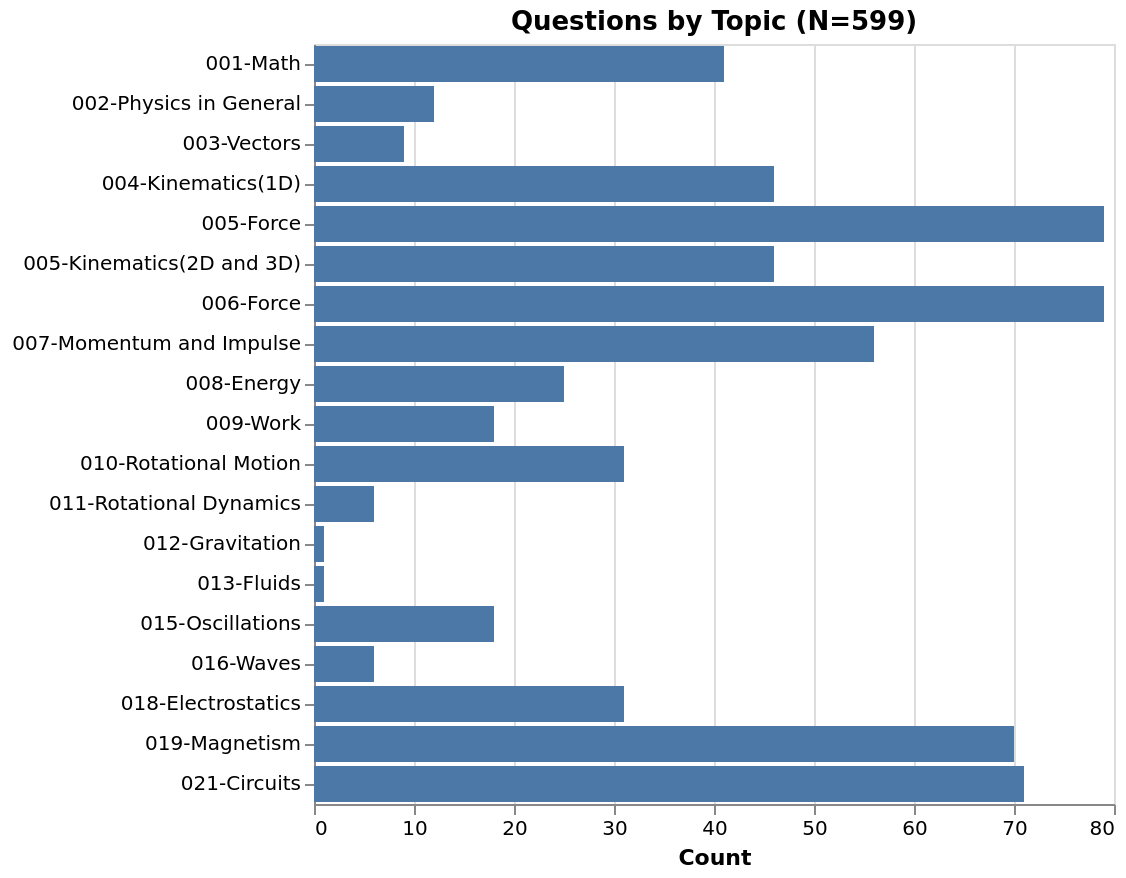 Questions by Topic (N=599)
001-Math
002-Physics in General
003-Vectors
004-Kinematics(1D)
005-Force
005-Kinematics(2D and 3D)
006-Force
007-Momentum and Impulse
008-Energy
009-Work
010-Rotational Motion
011-Rotational Dynamics
012-Gravitation
013-Fluids
015-Oscillations
016-Waves
018-Electrostatics
019-Magnetism
021-Circuits
0 10 20 30 40 50 60 70 80
Count